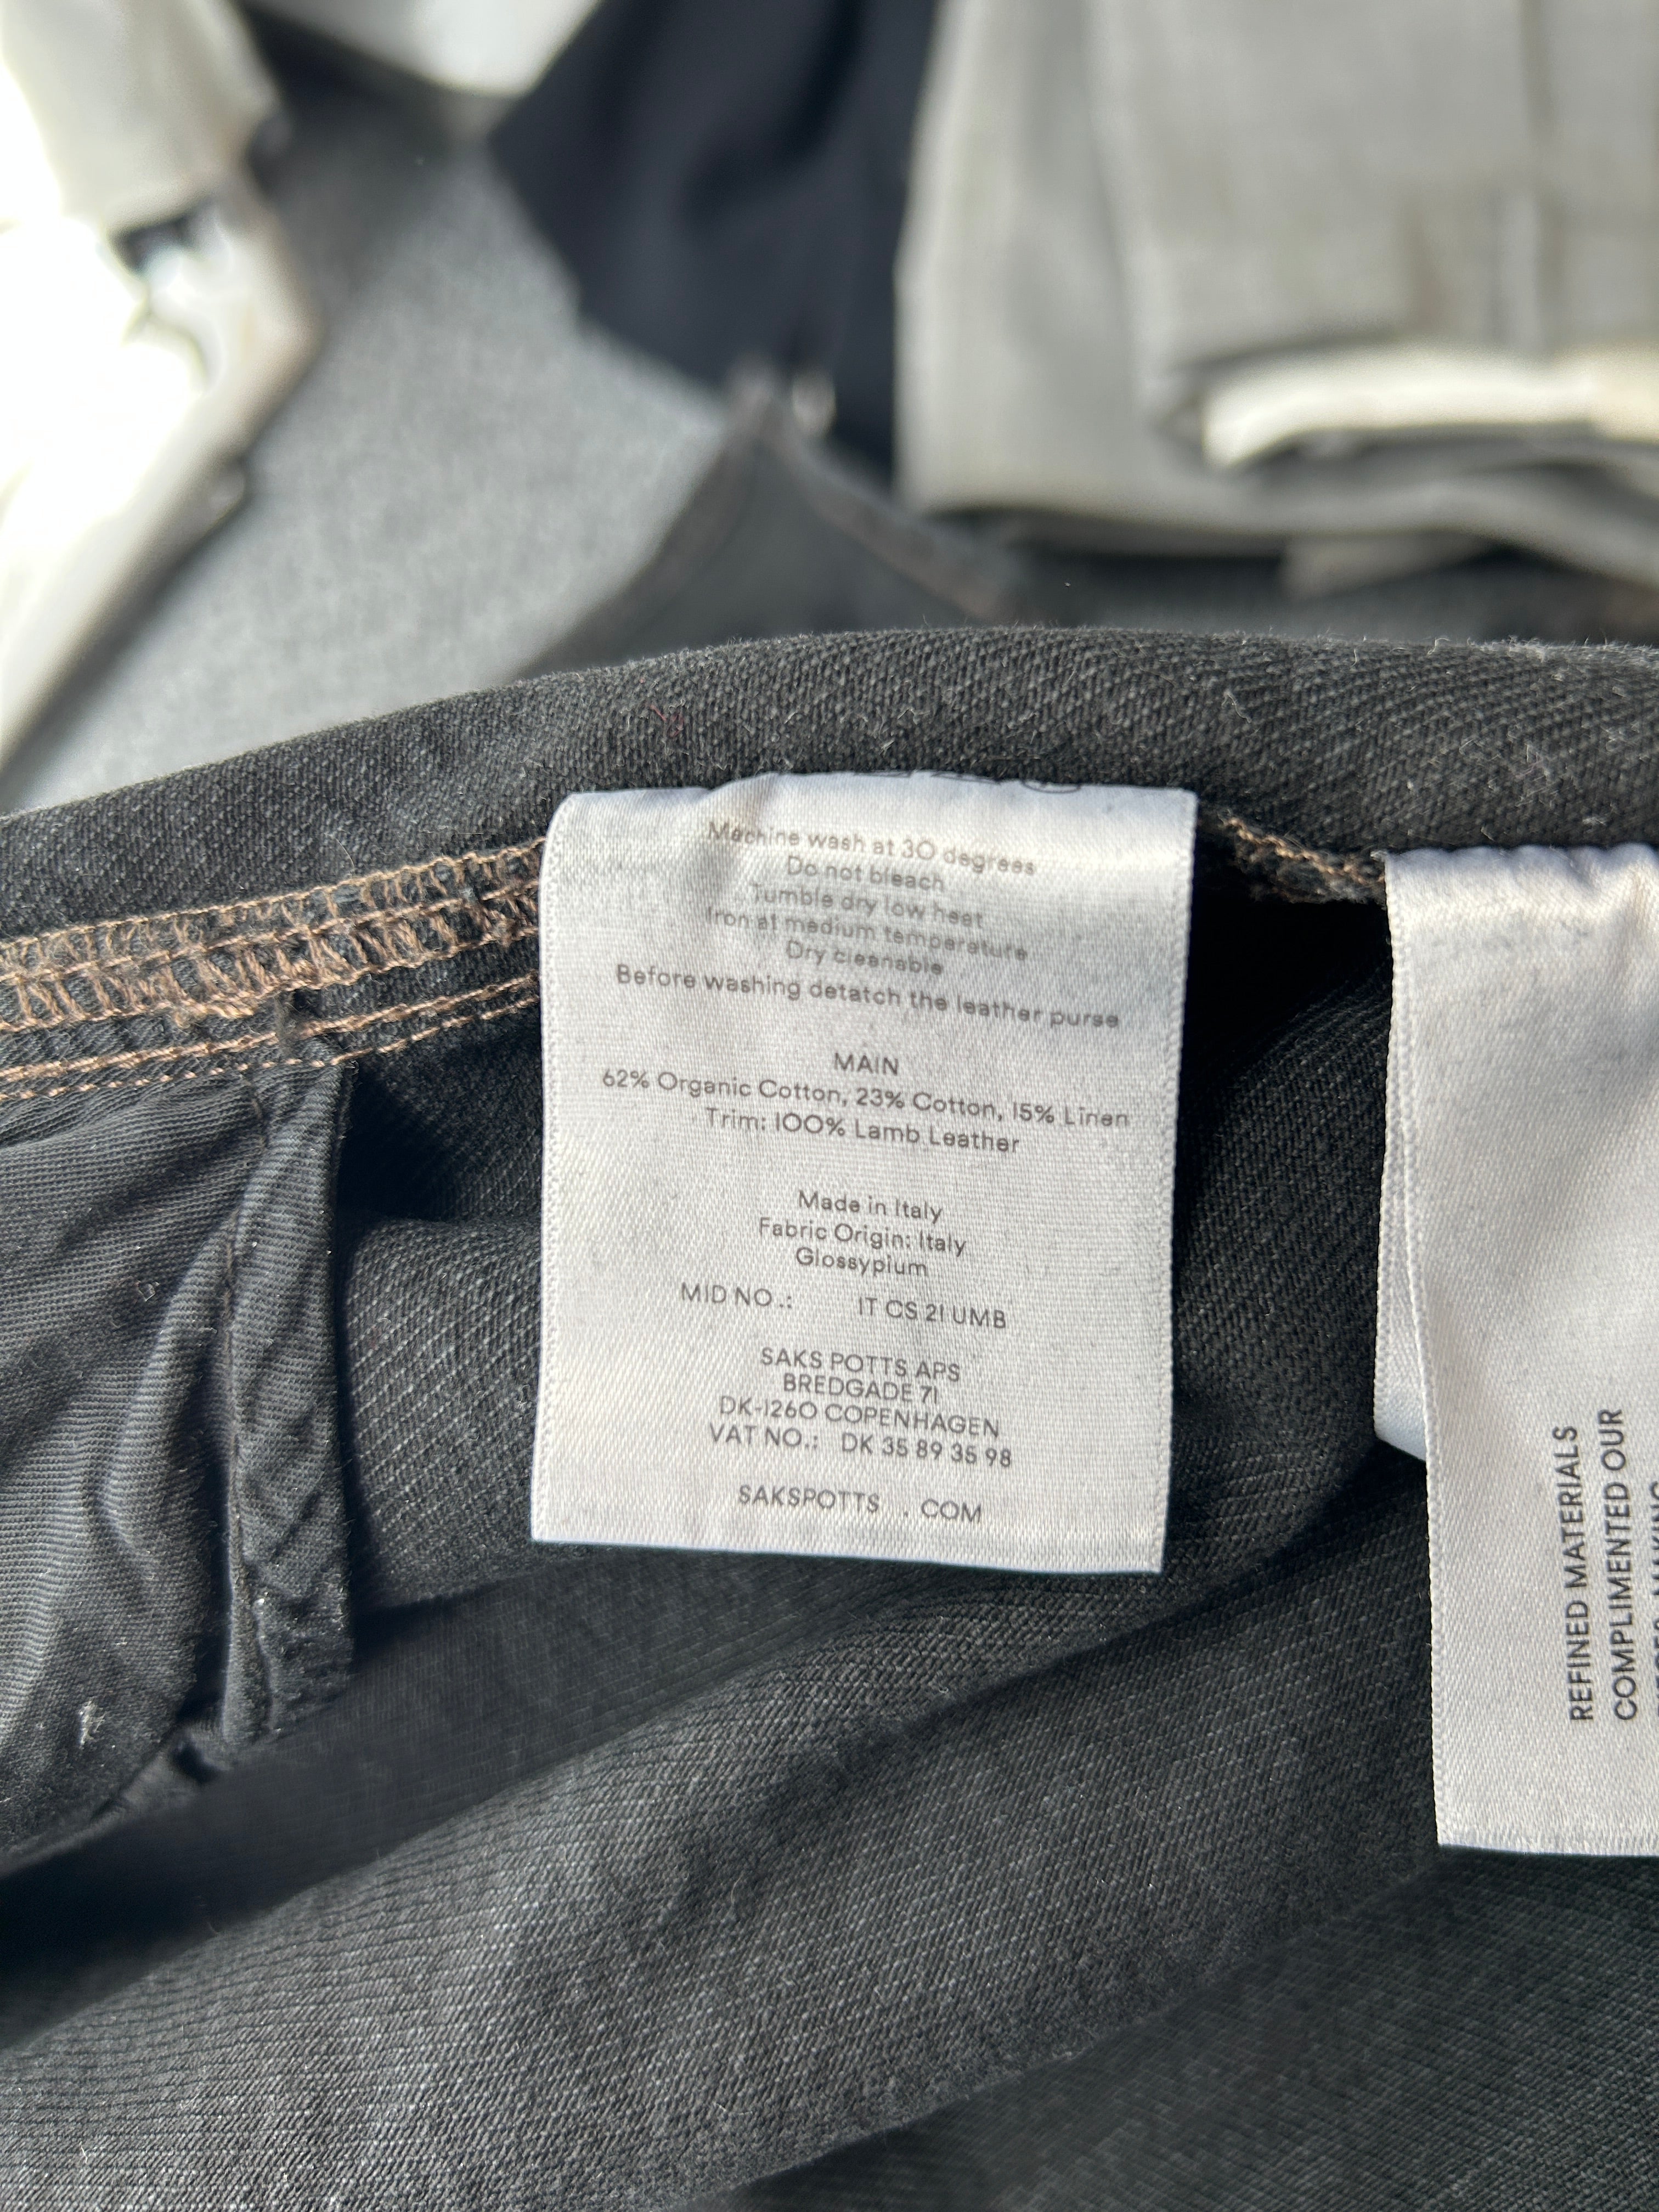 Machine wash at 30 degrees
Do not bleach
Tumble dry low heat
Iron at medium temperature
Dry cleanable
Before washing detatch the leather purse
MAIN
62% Organic Cotton, 23% Cotton, 15% Linen
Trim: 100% Lamb Leather
Made in Italy
Fabric Origin: Italy
Glossypium
MID NO.: IT CS 21 UMB
SAKS POTTS APS
BREDGADE 71
DK-1260 COPENHAGEN
VAT NO.: DK 35 89 35 98
SAKSPOTTS . COM
REFINED MATERIALS
COMPLIMENTED OUR